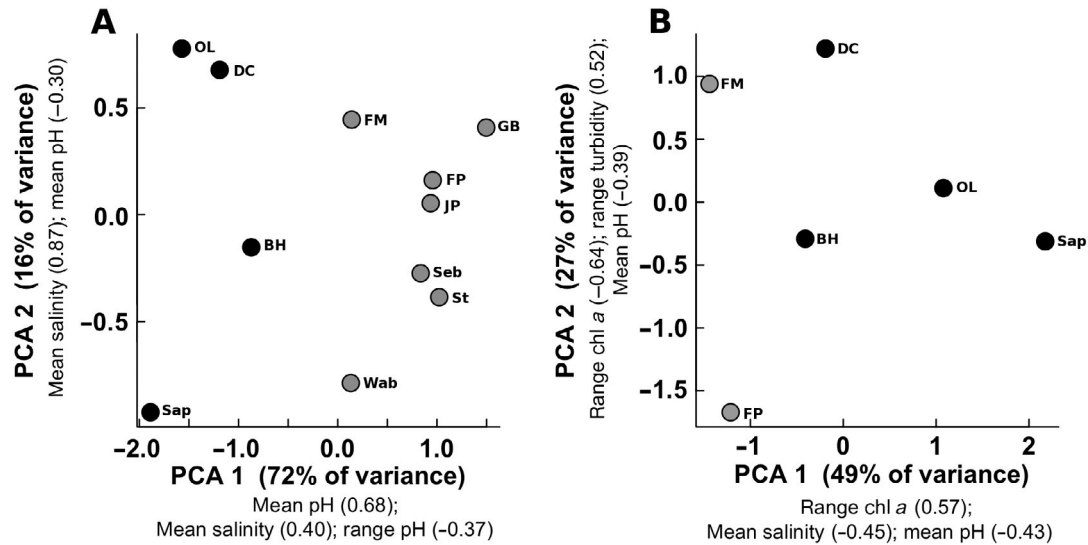 A
PCA 2 (16% of variance)
Mean salinity (0.87); mean pH (−0.30)
0.5
0.0
−0.5
OL
DC
FM
GB
FP
JP
BH
Seb
St
Wab
Sap
−2.0 −1.0 0.0 1.0
PCA 1 (72% of variance)
Mean pH (0.68);
Mean salinity (0.40); range pH (−0.37)
B
PCA 2 (27% of variance)
Range chl a (−0.64); range turbidity (0.52);
Mean pH (−0.39)
1.0
0.5
0.0
−0.5
−1.0
−1.5
DC
FM
OL
BH
Sap
FP
−1 0 1 2
PCA 1 (49% of variance)
Range chl a (0.57);
Mean salinity (−0.45); mean pH (−0.43)